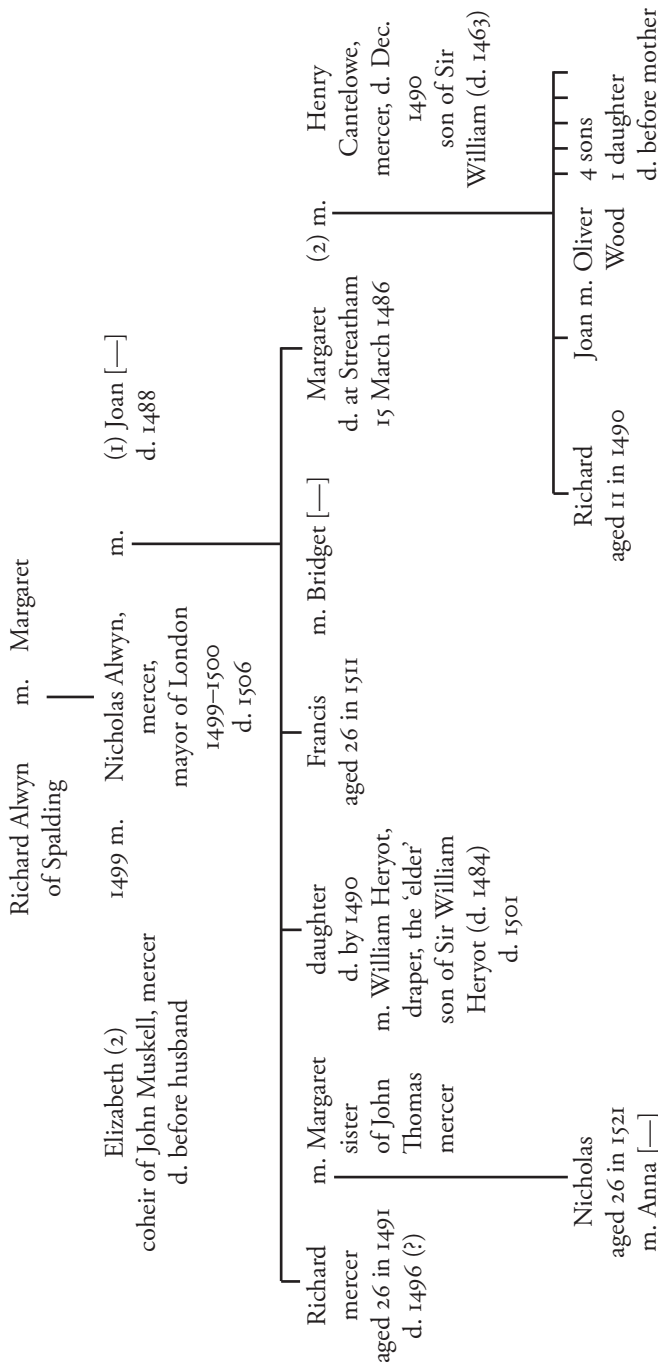 Richard Alwyn m. Margaret
of Spalding
Elizabeth (2) 1499 m. Nicholas Alwyn, m. (1) Joan [—]
coheir of John Muskell, mercer mercer, d. 1488
d. before husband mayor of London
1499–1500
d. 1506
Richard m. Margaret
mercer sister
aged 26 in 1491 of John
d. 1496 (?) Thomas
mercer
daughter
d. by 1490
m. William Heryot,
draper, the ‘elder’
son of Sir William
Heryot (d. 1484)
d. 1501
Francis m. Bridget [—]
aged 26 in 1511
Margaret (2) m. Henry
d. at Streatham Cantelowe,
15 March 1486 mercer, d. Dec.
1490
son of Sir
William (d. 1463)
Nicholas
aged 26 in 1521
m. Anna [—]
Richard
aged 11 in 1490
Joan m. Oliver
Wood
4 sons
1 daughter
d. before mother